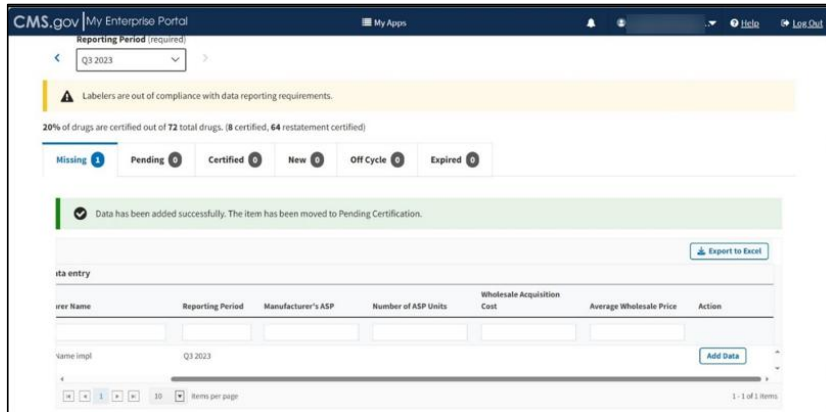 CMS.gov My Enterprise Portal My Apps Help Log Out
Reporting Period (required)
Q3 2023
Labelers are out of compliance with data reporting requirements.
20% of drugs are certified out of 72 total drugs. (8 certified, 64 restatement certified)
Missing 1 Pending 0 Certified 0 New 0 Off Cycle 0 Expired 0
Data has been added successfully. The item has been moved to Pending Certification.
Export to Excel
ata entry
Wholesale Acquisition
urer Name Reporting Period Manufacturer's ASP Number of ASP Units Cost Average Wholesale Price Action
Name impl Q3 2023 Add Data
1 10 items per page 1 - 1 of 1 items